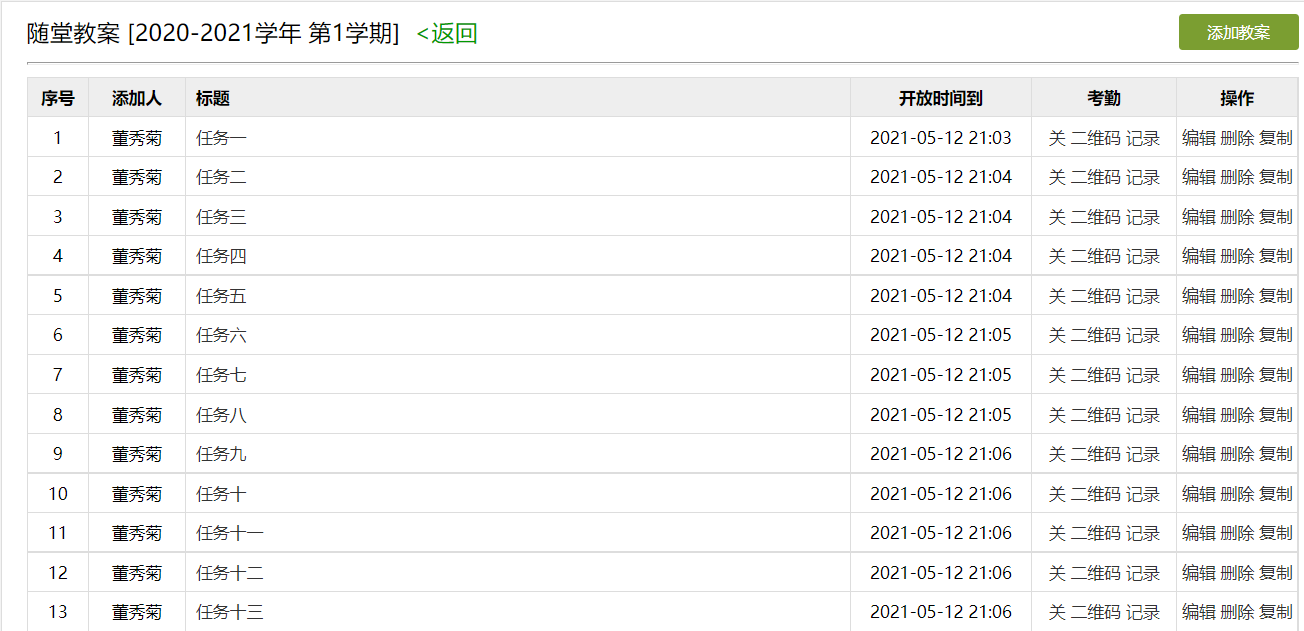 随堂教案 [2020-2021学年 第1学期] <返回 添加教案
序号 添加人 标题 开放时间到 考勤 操作
1 董秀菊 任务一 2021-05-12 21:03 关 二维码 记录 编辑 删除 复制
2 董秀菊 任务二 2021-05-12 21:04 关 二维码 记录 编辑 删除 复制
3 董秀菊 任务三 2021-05-12 21:04 关 二维码 记录 编辑 删除 复制
4 董秀菊 任务四 2021-05-12 21:04 关 二维码 记录 编辑 删除 复制
5 董秀菊 任务五 2021-05-12 21:04 关 二维码 记录 编辑 删除 复制
6 董秀菊 任务六 2021-05-12 21:05 关 二维码 记录 编辑 删除 复制
7 董秀菊 任务七 2021-05-12 21:05 关 二维码 记录 编辑 删除 复制
8 董秀菊 任务八 2021-05-12 21:05 关 二维码 记录 编辑 删除 复制
9 董秀菊 任务九 2021-05-12 21:06 关 二维码 记录 编辑 删除 复制
10 董秀菊 任务十 2021-05-12 21:06 关 二维码 记录 编辑 删除 复制
11 董秀菊 任务十一 2021-05-12 21:06 关 二维码 记录 编辑 删除 复制
12 董秀菊 任务十二 2021-05-12 21:06 关 二维码 记录 编辑 删除 复制
13 董秀菊 任务十三 2021-05-12 21:06 关 二维码 记录 编辑 删除 复制